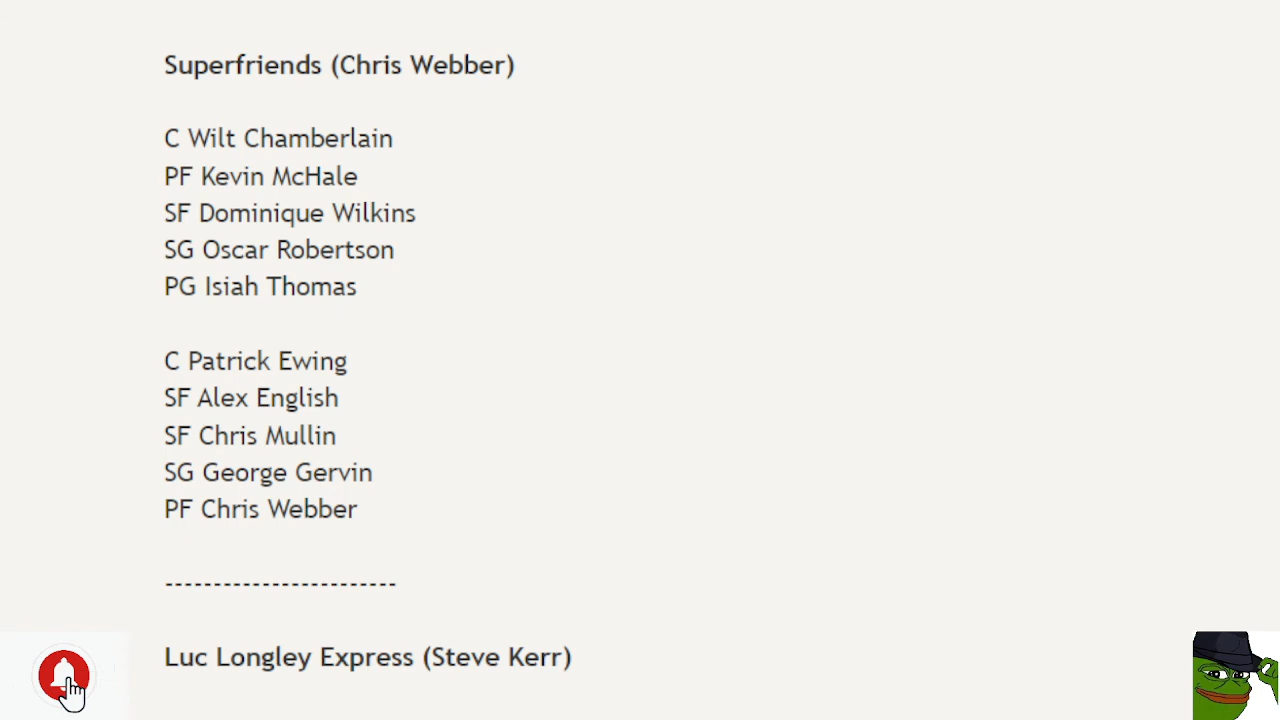 Superfriends (Chris Webber)
C Wilt Chamberlain
PF Kevin McHale
SF Dominique Wilkins
SG Oscar Robertson
PG Isiah Thomas
C Patrick Ewing
SF Alex English
SF Chris Mullin
SG George Gervin
PF Chris Webber
------------------------
Luc Longley Express (Steve Kerr)